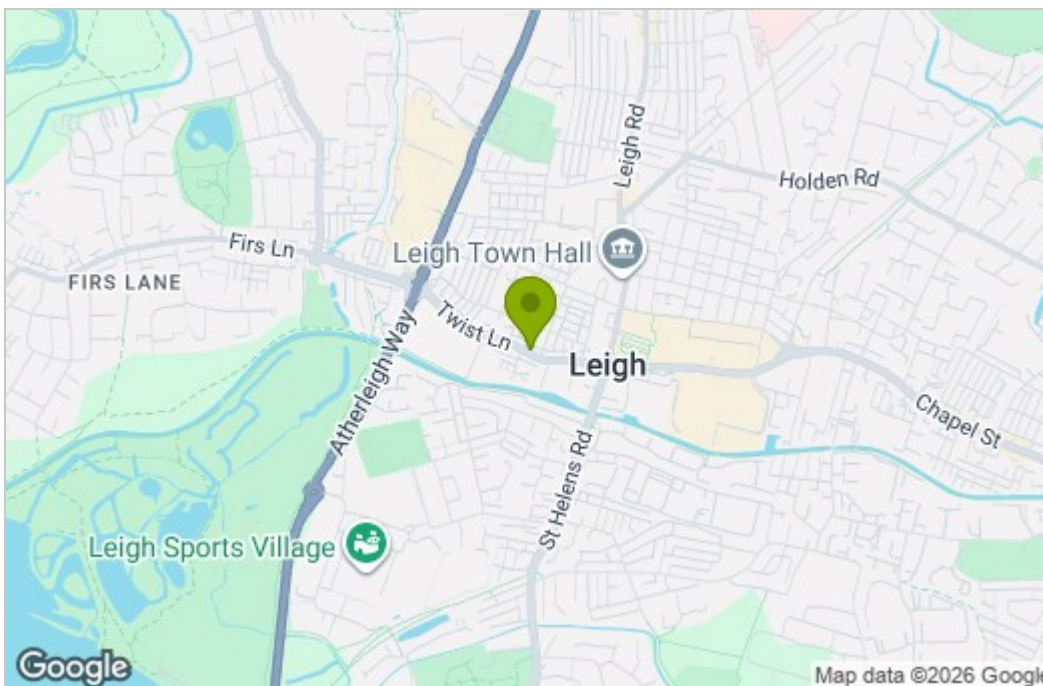 Leigh Rd
Holden Rd
Leigh Town Hall
Firs Ln
FIRS LANE
Twist Ln
Leigh
Atherleigh Way
Chapel St
St Helens Rd
Leigh Sports Village
Google
Map data ©2026 Google